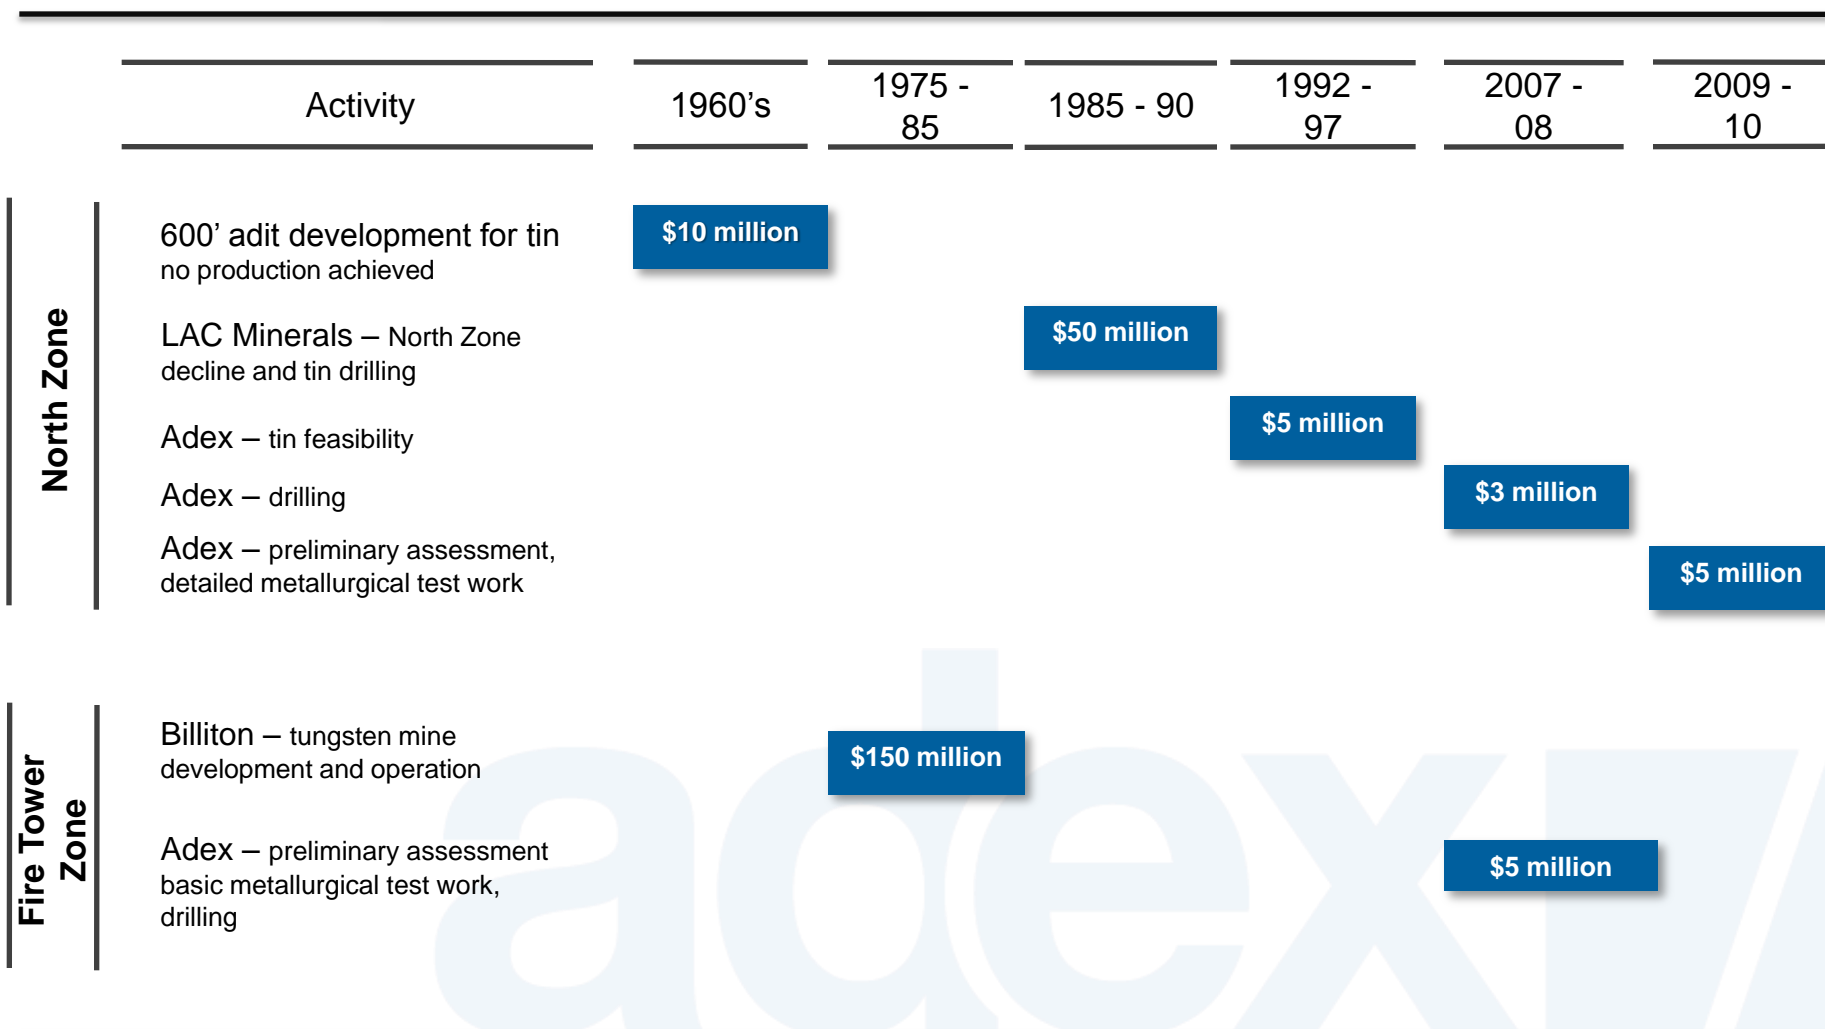 Activity
1960’s
1975 -
85
1985 - 90
1992 -
97
2007 -
08
2009 -
10
North Zone
600’ adit development for tin
no production achieved
$10 million
LAC Minerals – North Zone
decline and tin drilling
$50 million
Adex – tin feasibility
$5 million
Adex – drilling
$3 million
Adex – preliminary assessment,
detailed metallurgical test work
$5 million
Fire Tower
Zone
Billiton – tungsten mine
development and operation
$150 million
Adex – preliminary assessment
basic metallurgical test work,
drilling
$5 million
adex